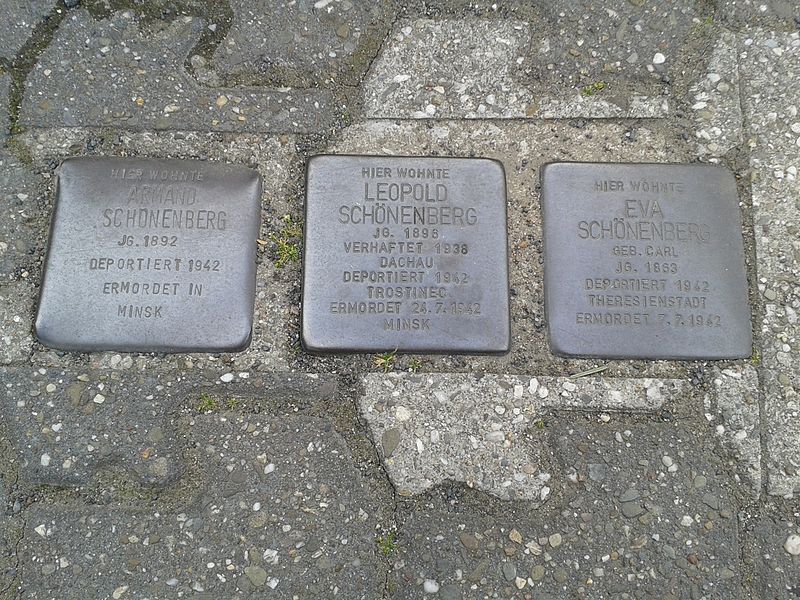 HIER WOHNTE
ARMAND
SCHÖNENBERG
JG. 1892
DEPORTIERT 1942
ERMORDET IN
MINSK
HIER WOHNTE
LEOPOLD
SCHÖNENBERG
JG. 1896
VERHAFTET 1938
DACHAU
DEPORTIERT 1942
TROSTINEC
ERMORDET 24.7.1942
MINSK
HIER WOHNTE
EVA
SCHÖNENBERG
GEB. CARL
JG. 1863
DEPORTIERT 1942
THERESIENSTADT
ERMORDET 7.7.1942